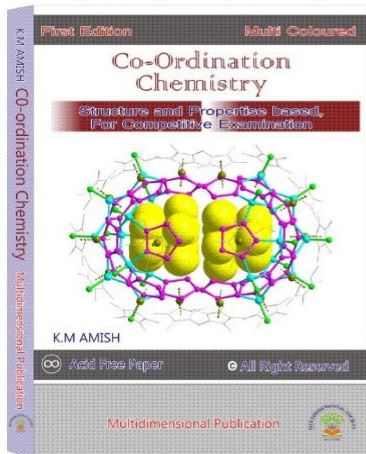 First Edition Multi Coloured
Co-Ordination
Chemistry
Structure and Propertise based,
For Competitive Examination
K.M AMISH
∞ Acid Free Paper © All Right Reserved
Multidimensional Publication
K.M AMISH
C0-ordination Chemistry
Multidimensional Publication